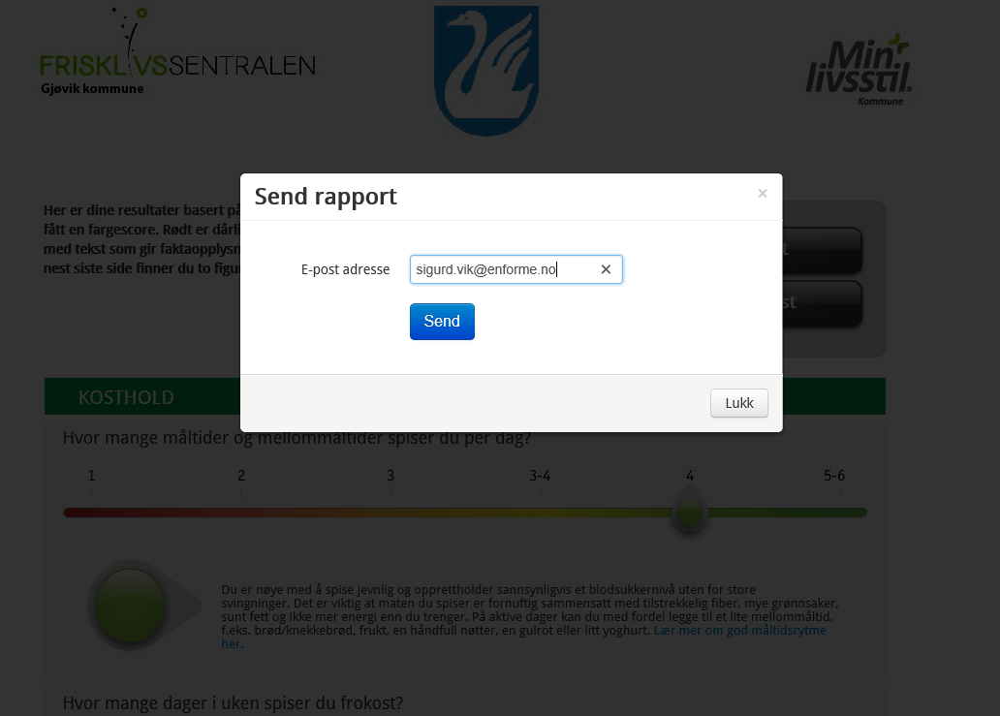 FRISKLIVSSENTRALEN
Gjøvik kommune
Min
livsstil.
Kommune
Send rapport
×
Her er dine resultater basert på
fått en fargescore. Rødt er dårli
med tekst som gir faktaopplysn
nest siste side finner du to figu
E-post adresse
sigurd.vik@enforme.no
Send
Lukk
KOSTHOLD
Hvor mange måltider og mellommåltider spiser du per dag?
1 2 3 3-4 4 5-6
Du er nøye med å spise jevnlig og opprettholder sannsynligvis et blodsukkernivå uten for store
svingninger. Det er viktig at maten du spiser er fornuftig sammensatt med tilstrekkelig fiber, mye grønnsaker,
sunt fett og ikke mer energi enn du trenger. På aktive dager kan du med fordel legge til et lite mellommåltid,
f.eks. brød/knekkebrød, frukt, en håndfull nøtter, en gulrot eller litt yoghurt. Lær mer om god måltidsrytme
her.
Hvor mange dager i uken spiser du frokost?